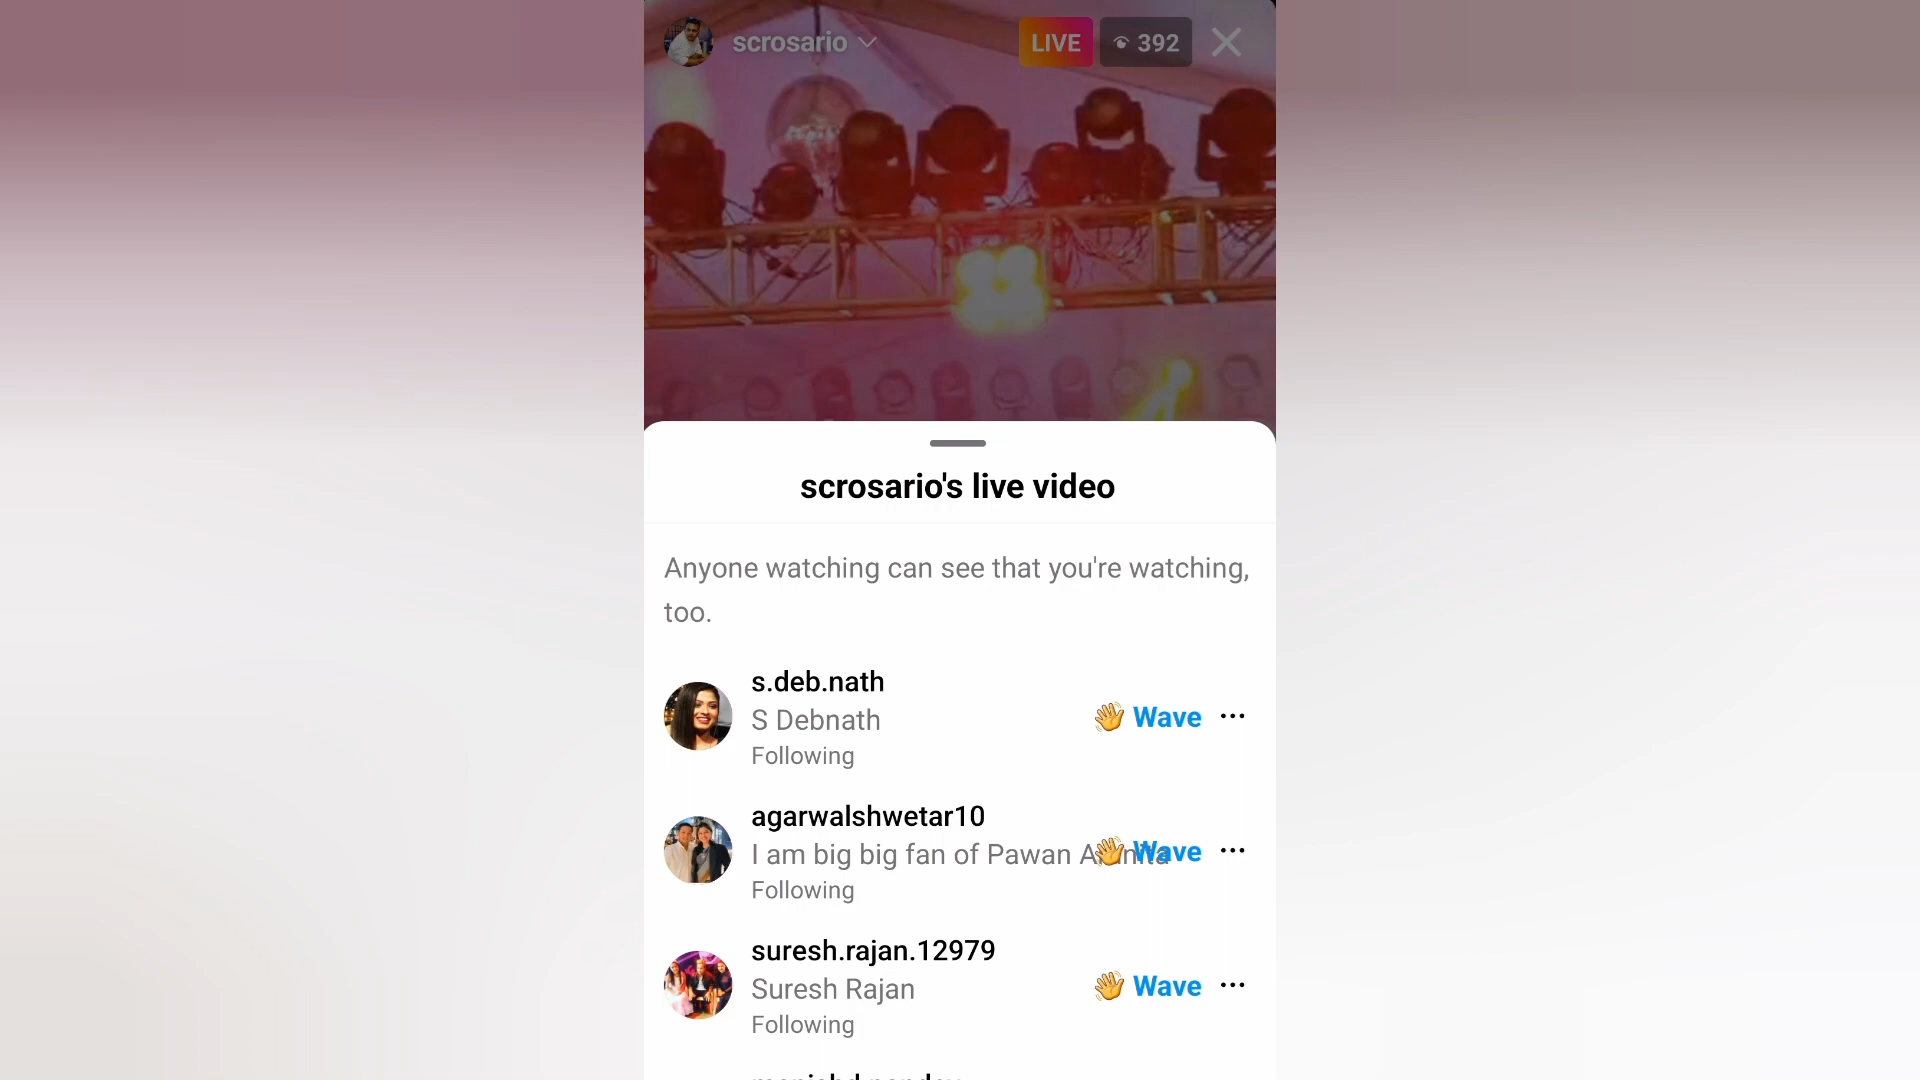 scrosario
LIVE
392
scrosario's live video
Anyone watching can see that you're watching,
too.
s.deb.nath
S Debnath
Following
Wave
agarwalshwetar10
I am big big fan of Pawan
Following
Wave
suresh.rajan.12979
Suresh Rajan
Following
Wave